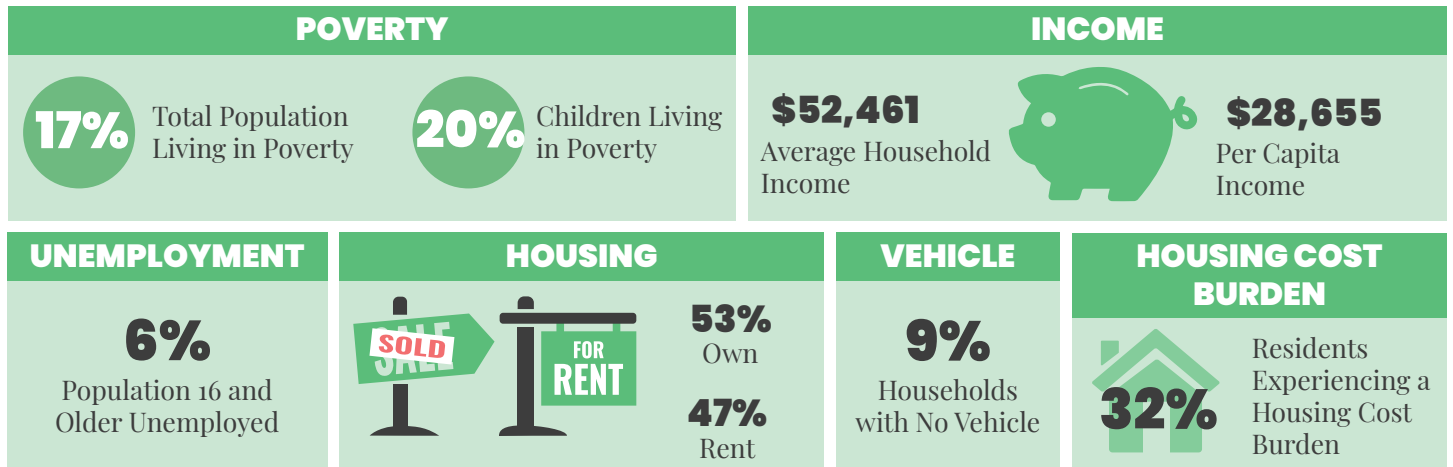 POVERTY
17%
Total Population
Living in Poverty
20%
Children Living
in Poverty
INCOME
$52,461
Average Household
Income
$28,655
Per Capita
Income
UNEMPLOYMENT
6%
Population 16 and
Older Unemployed
HOUSING
SALE
SOLD
FOR
RENT
53%
Own
47%
Rent
VEHICLE
9%
Households
with No Vehicle
HOUSING COST
BURDEN
32%
Residents
Experiencing a
Housing Cost
Burden